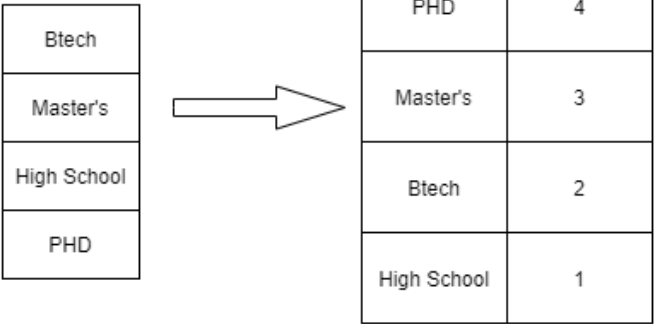 Btech
Master's
High School
PHD
PHD 4
Master's 3
Btech 2
High School 1